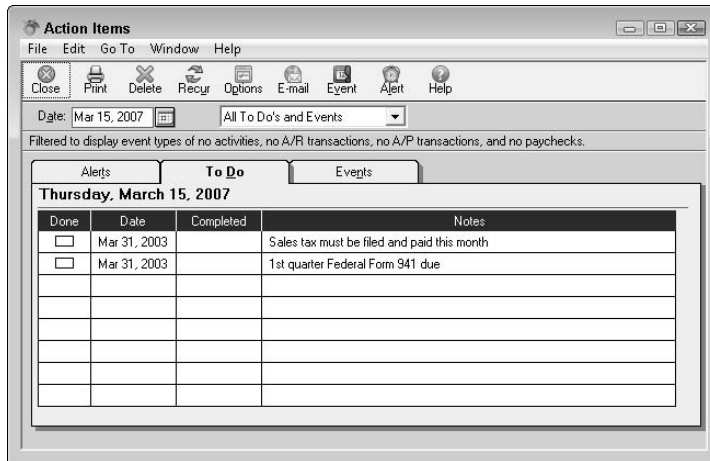 Action Items
File Edit Go To Window Help
Close Print Delete Recur Options E-mail Event Alert Help
Date: Mar 15, 2007 All To Do's and Events
Filtered to display event types of no activities, no A/R transactions, no A/P transactions, and no paychecks.
Alerts To Do Events
Thursday, March 15, 2007
Done Date Completed Notes
Mar 31, 2003 Sales tax must be filed and paid this month
Mar 31, 2003 1st quarter Federal Form 941 due